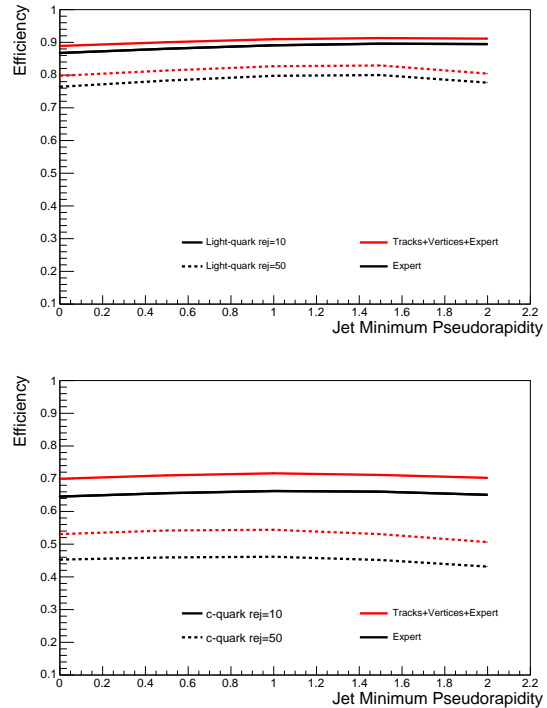 Efficiency
1
0.9
0.8
0.7
0.6
0.5
0.4
0.3
0.2
0.1
Light-quark rej=10
Tracks+Vertices+Expert
Light-quark rej=50
Expert
0 0.2 0.4 0.6 0.8 1 1.2 1.4 1.6 1.8 2 2.2
Jet Minimum Pseudorapidity
Efficiency
1
0.9
0.8
0.7
0.6
0.5
0.4
0.3
0.2
0.1
c-quark rej=10
Tracks+Vertices+Expert
c-quark rej=50
Expert
0 0.2 0.4 0.6 0.8 1 1.2 1.4 1.6 1.8 2 2.2
Jet Minimum Pseudorapidity